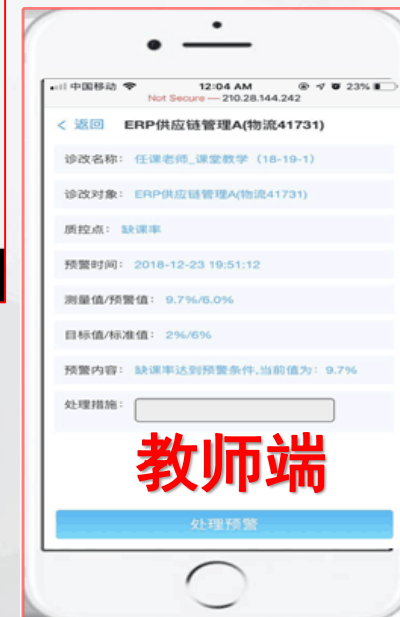 中国移动 12:04 AM 23%
Not Secure — 210.28.144.242
< 返回 ERP供应链管理A(物流41731)
诊改名称： 任课老师_课堂教学（18-19-1）
诊改对象： ERP供应链管理A(物流41731)
质控点： 缺课率
预警时间： 2018-12-23 19:51:12
测量值/预警值： 9.7%/6.0%
目标值/标准值： 2%/6%
预警内容： 缺课率达到预警条件,当前值为：9.7%
处理措施：
教师端
处理预警